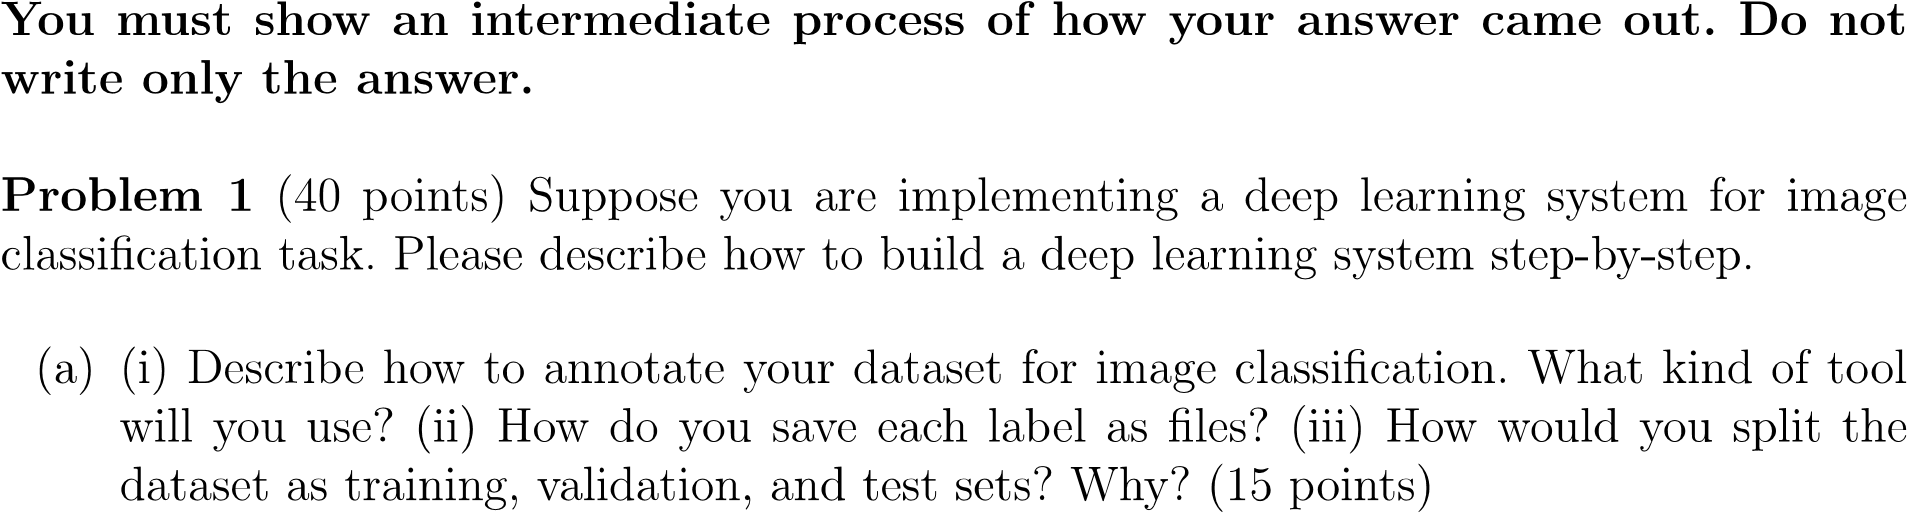 You must show an intermediate process of how your answer came out. Do not
write only the answer.
Problem 1 (40 points) Suppose you are implementing a deep learning system for image
classification task. Please describe how to build a deep learning system step-by-step.
(a) (i) Describe how to annotate your dataset for image classification. What kind of tool
will you use? (ii) How do you save each label as files? (iii) How would you split the
dataset as training, validation, and test sets? Why? (15 points)